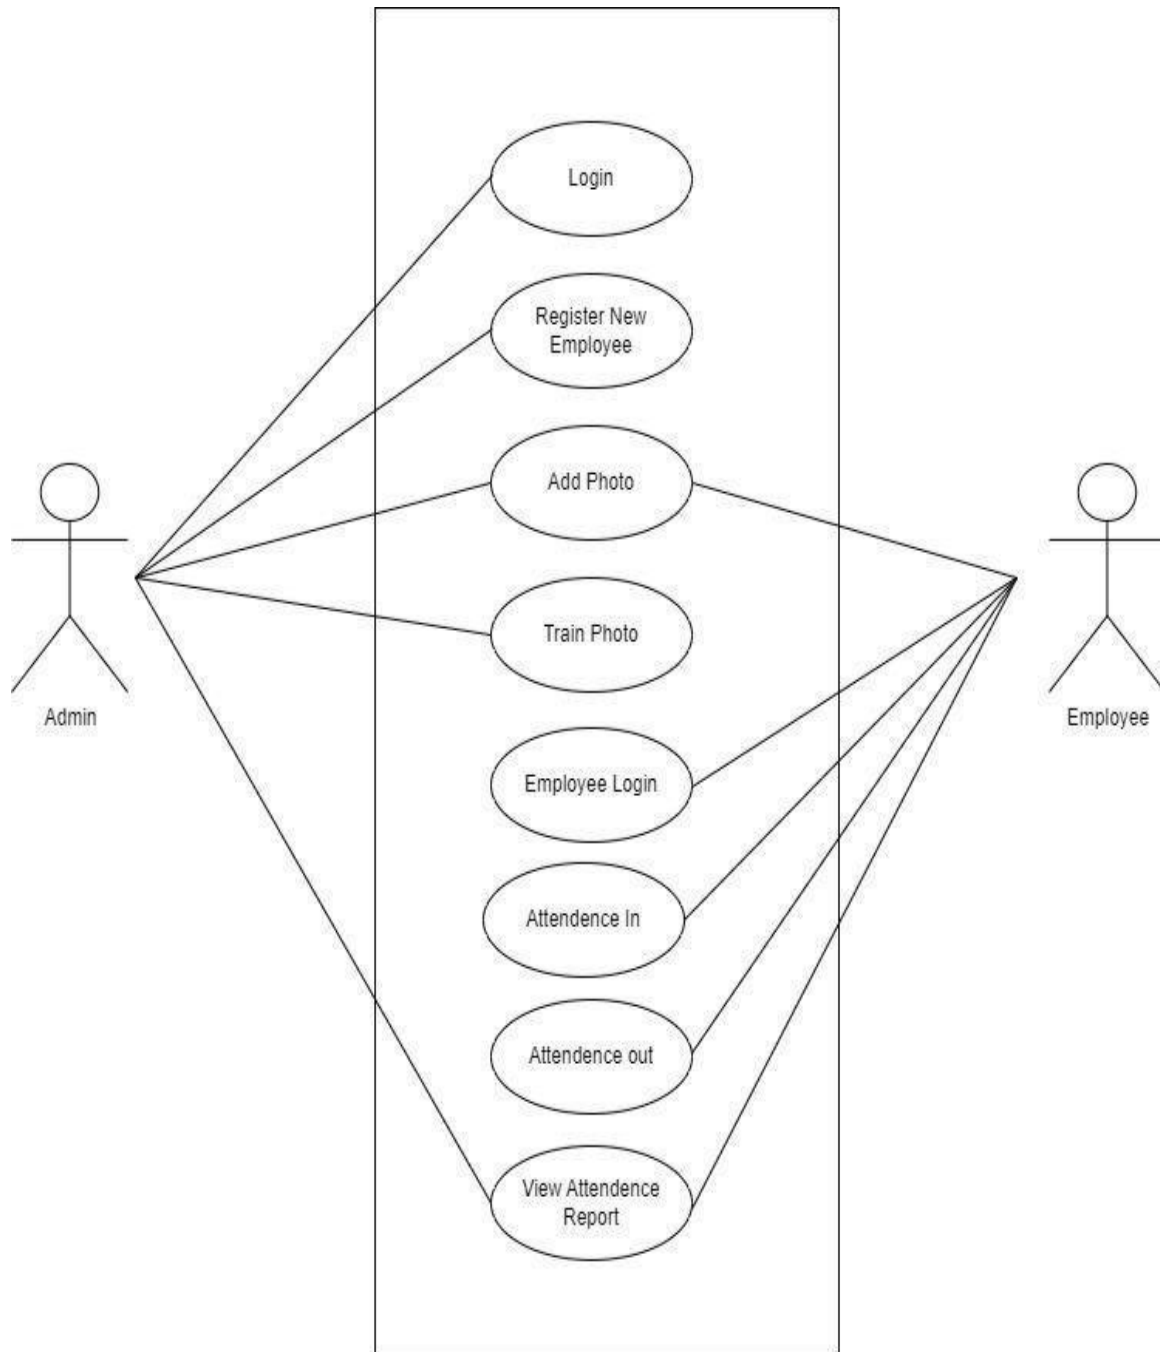 Login
Register New
Employee
Add Photo
Train Photo
Admin
Employee
Employee Login
Attendence In
Attendence out
View Attendence
Report